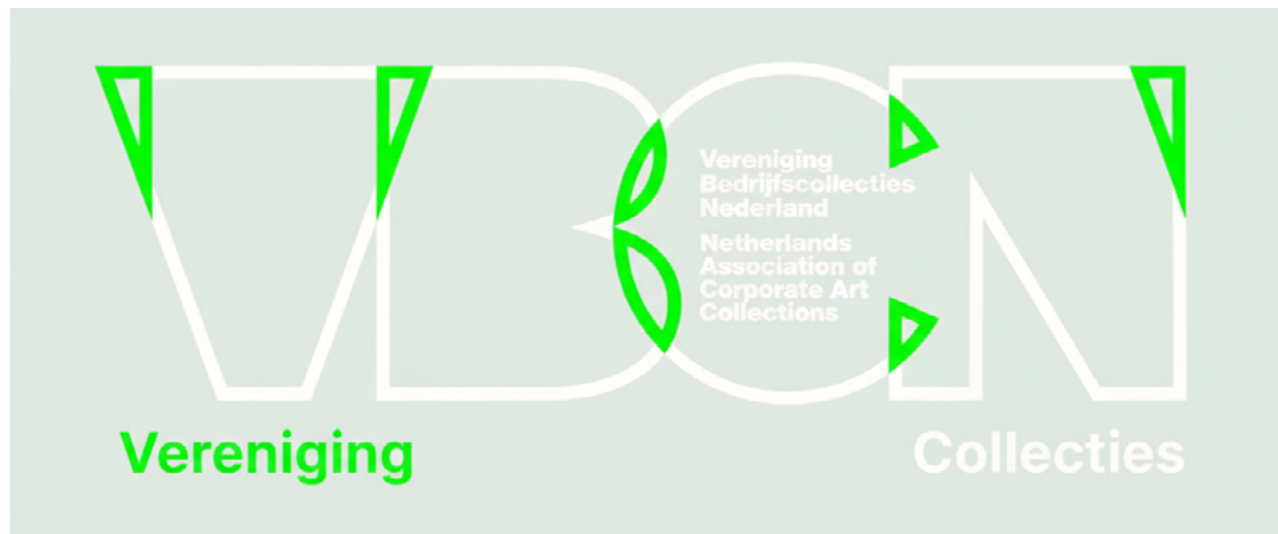 VBCN
Vereniging
Bedrijfscollecties
Nederland
Netherlands
Association of
Corporate Art
Collections
Vereniging
Collecties